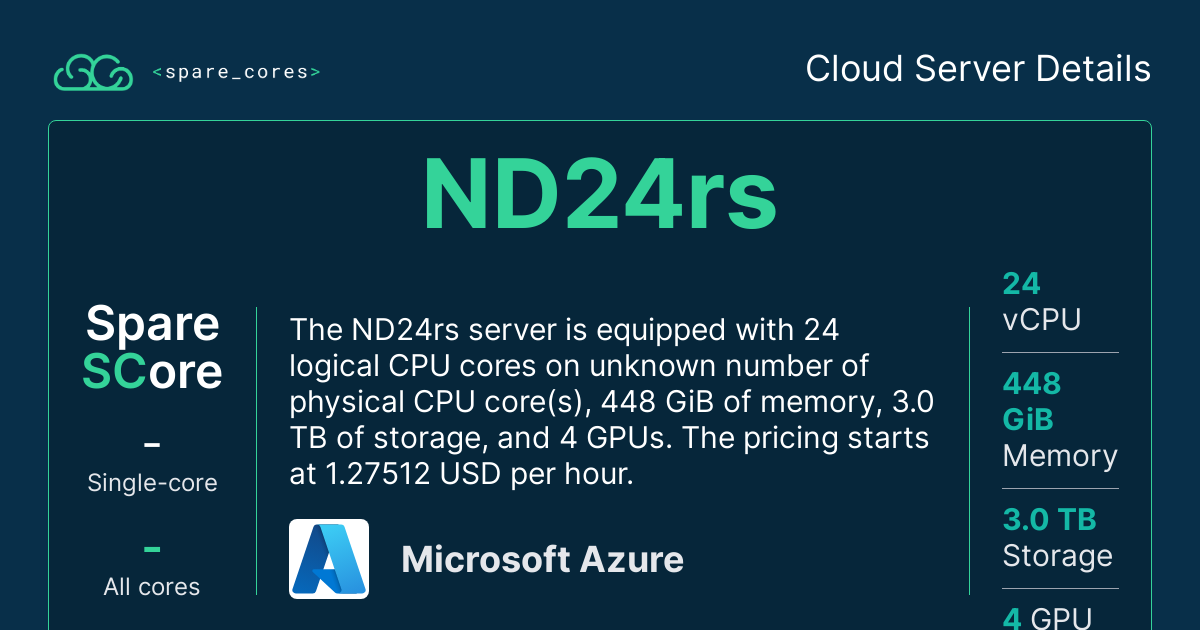 <spare_cores>
Cloud Server Details
ND24rs
Spare
SCore
-
Single-core
-
All cores
The ND24rs server is equipped with 24
logical CPU cores on unknown number of
physical CPU core(s), 448 GiB of memory, 3.0
TB of storage, and 4 GPUs. The pricing starts
at 1.27512 USD per hour.
Microsoft Azure
24
vCPU
448
GiB
Memory
3.0 TB
Storage
4 GPU